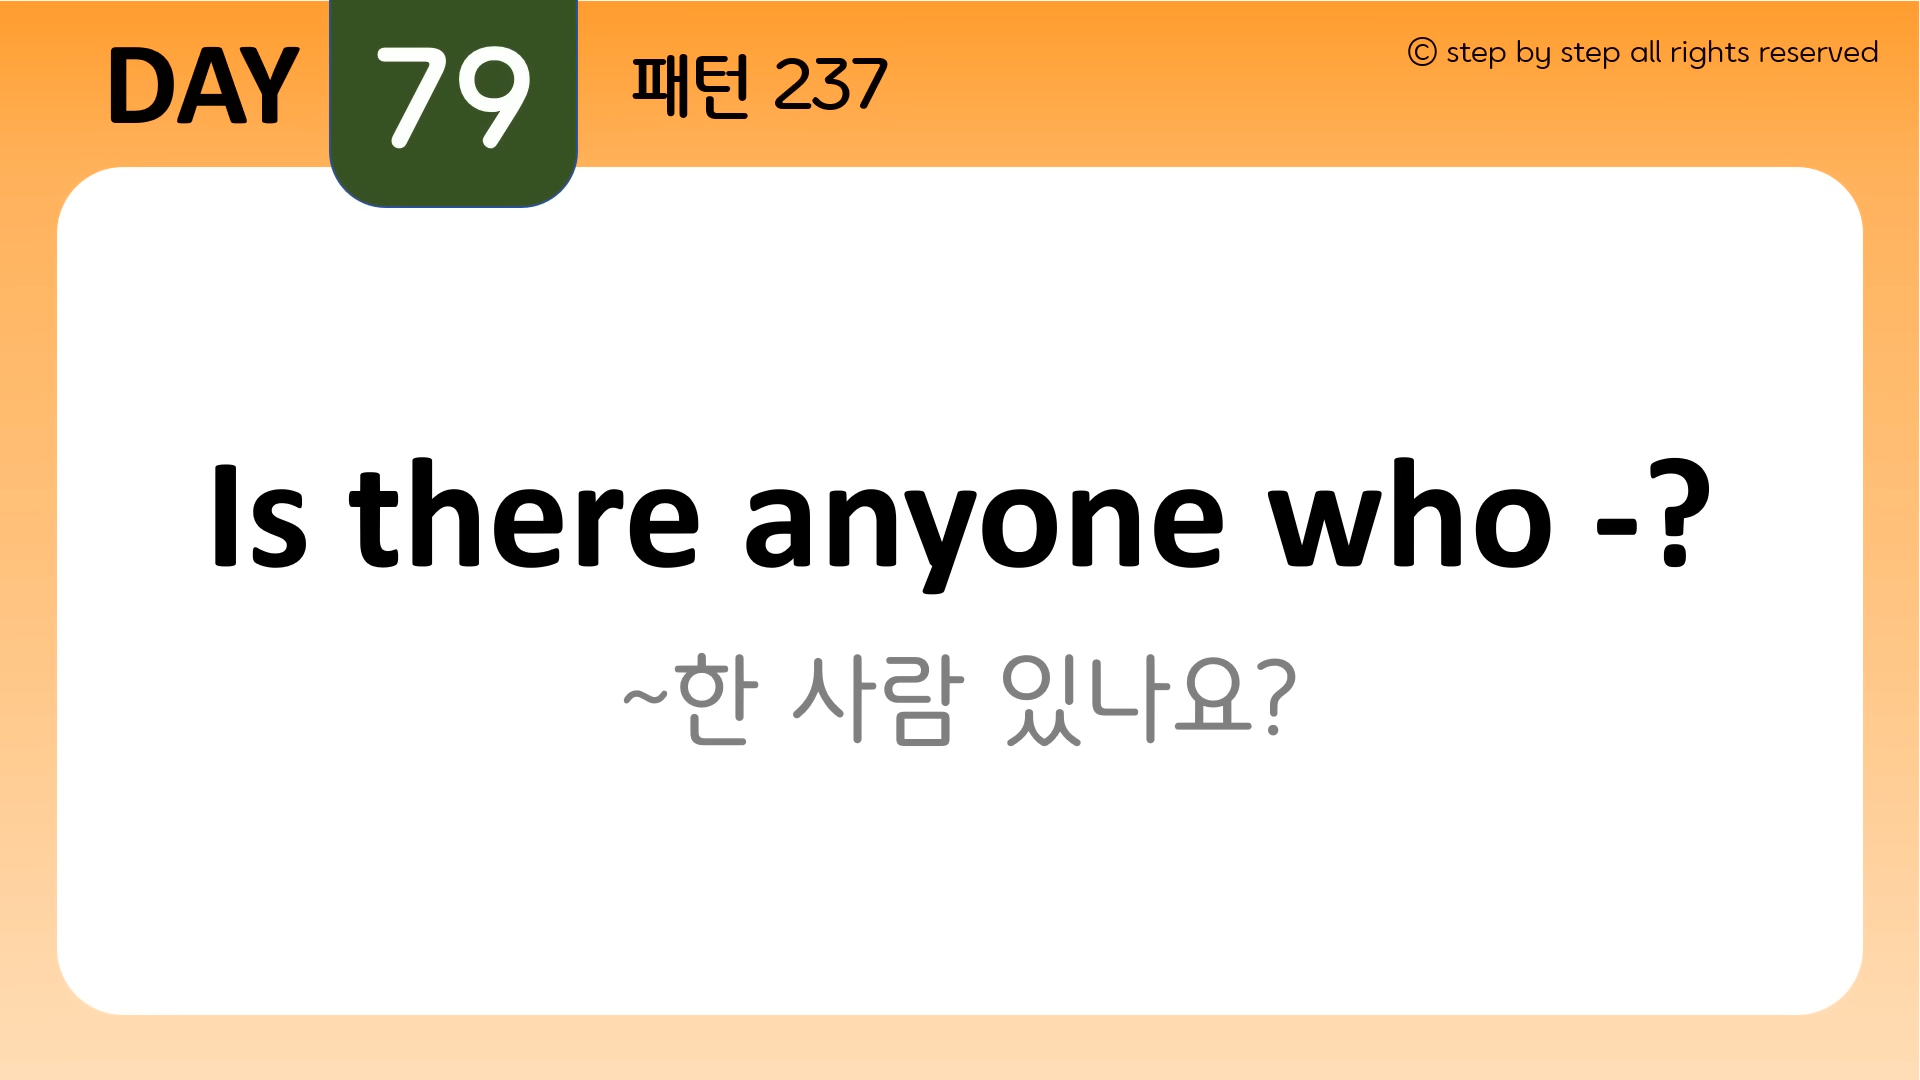 DAY 79 패턴 237
© step by step all rights reserved
Is there anyone who -?
~한 사람 있나요?